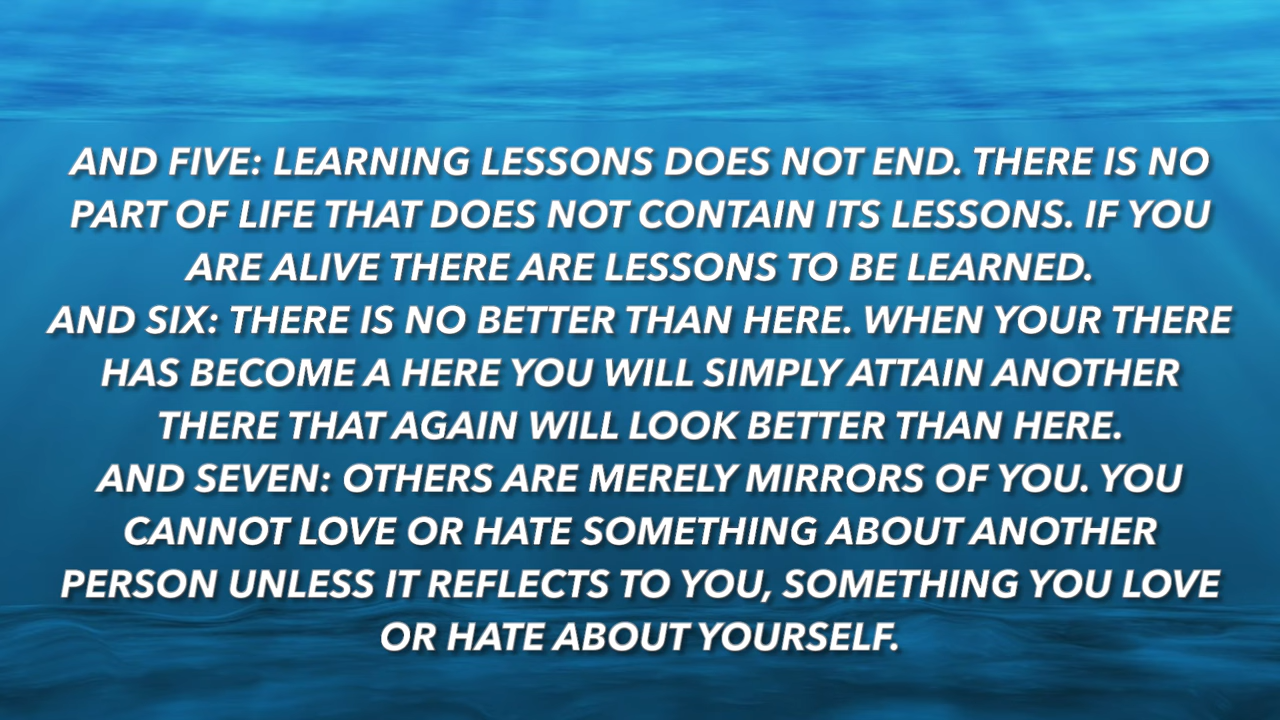 AND FIVE: LEARNING LESSONS DOES NOT END. THERE IS NO
PART OF LIFE THAT DOES NOT CONTAIN ITS LESSONS. IF YOU
ARE ALIVE THERE ARE LESSONS TO BE LEARNED.
AND SIX: THERE IS NO BETTER THAN HERE. WHEN YOUR THERE
HAS BECOME A HERE YOU WILL SIMPLY ATTAIN ANOTHER
THERE THAT AGAIN WILL LOOK BETTER THAN HERE.
AND SEVEN: OTHERS ARE MERELY MIRRORS OF YOU. YOU
CANNOT LOVE OR HATE SOMETHING ABOUT ANOTHER
PERSON UNLESS IT REFLECTS TO YOU, SOMETHING YOU LOVE
OR HATE ABOUT YOURSELF.